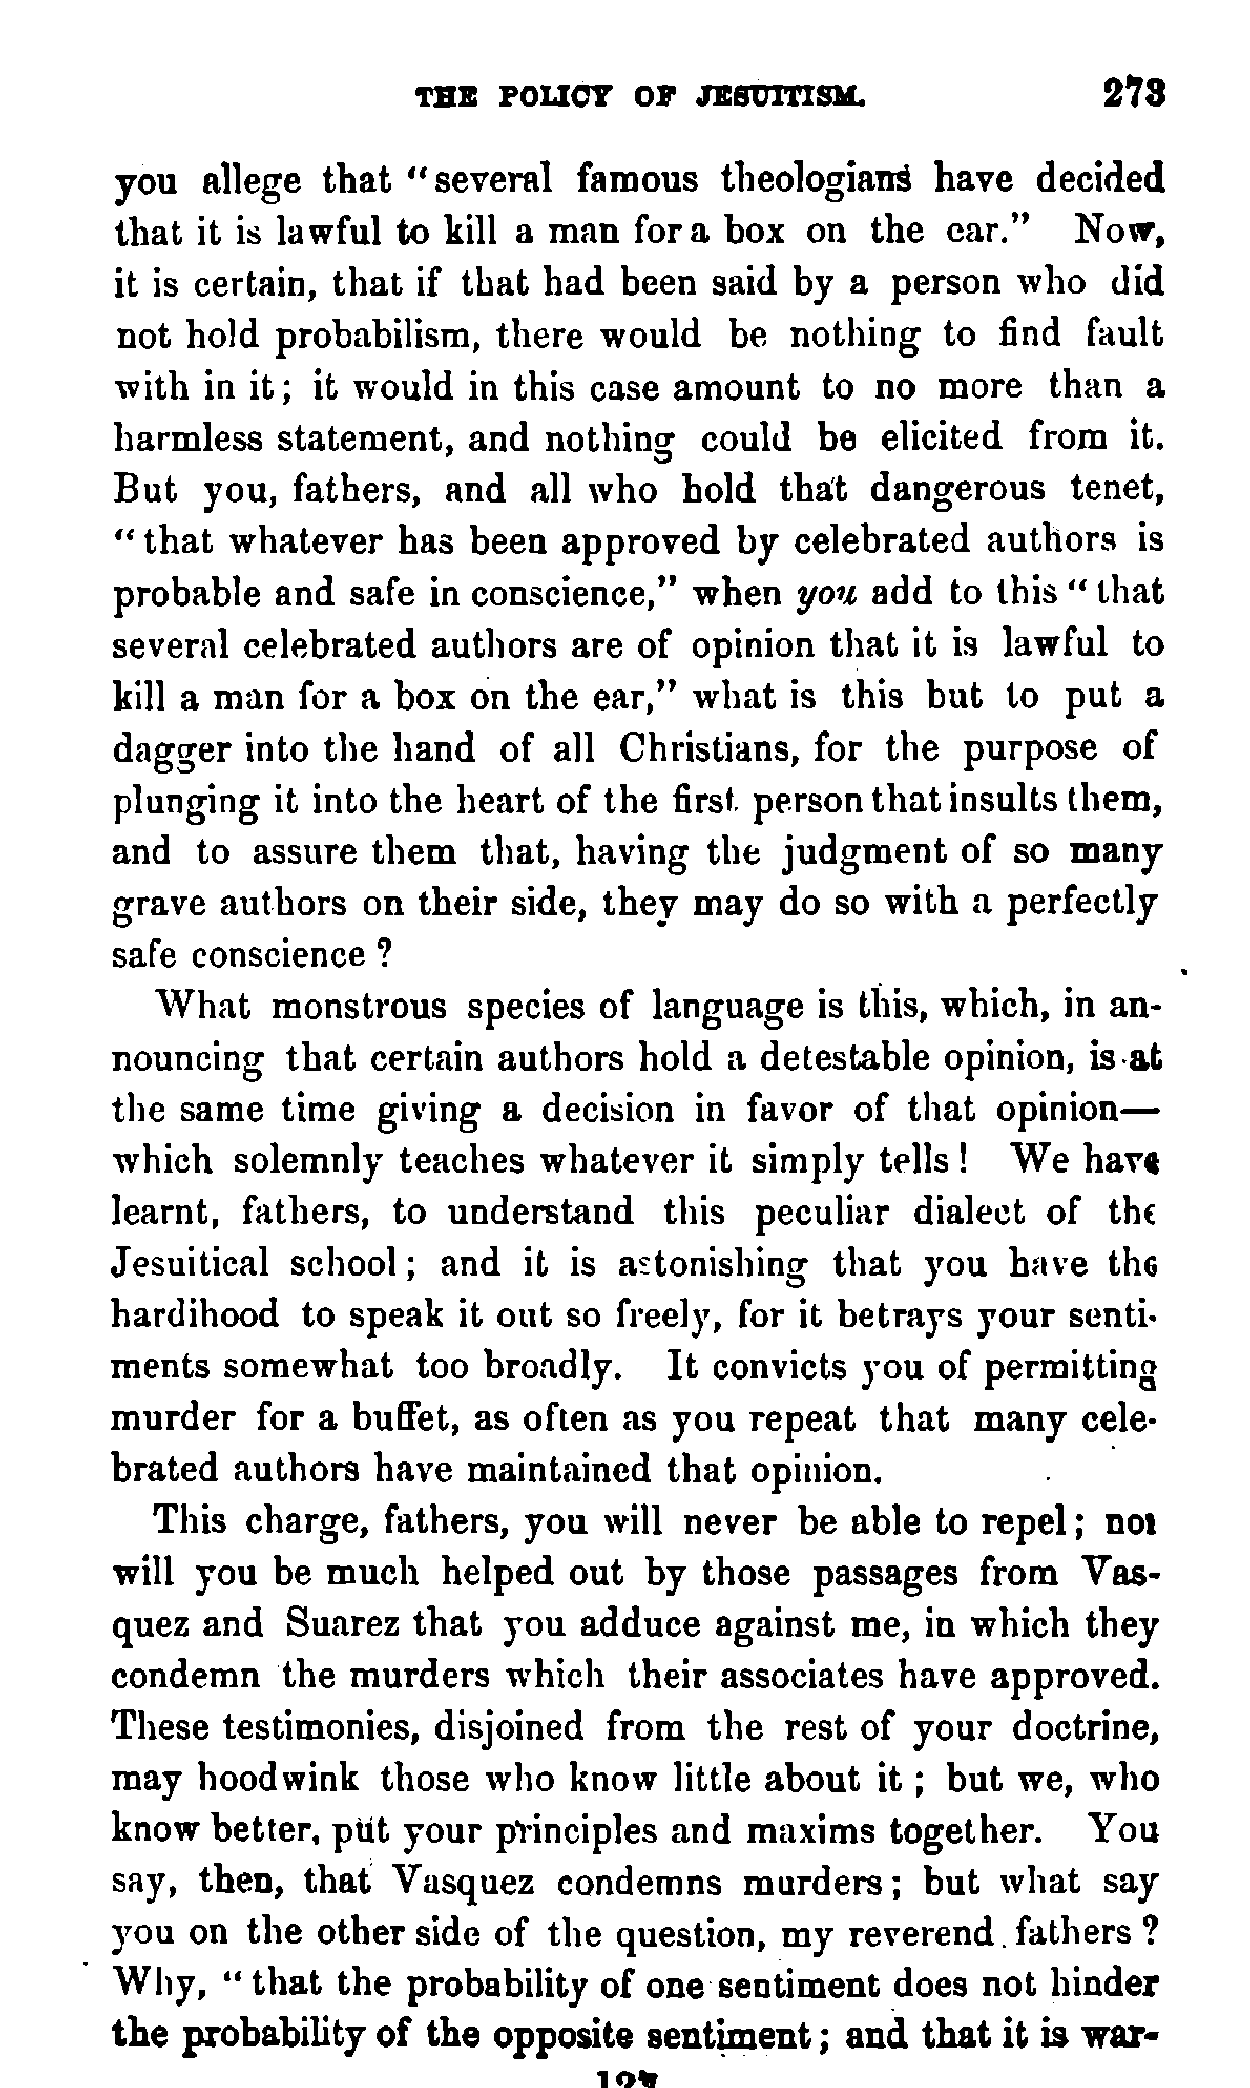 THE POLICY OF JESUITISM. 273
you allege that "several famous theologians have decided
that it is lawful to kill a man for a box on the ear." Now,
it is certain, that if that had been said by a person who did
not hold probabilism, there would be nothing to find fault
with in it; it would in this case amount to no more than a
harmless statement, and nothing could be elicited from it.
But you, fathers, and all who hold that dangerous tenet,
"that whatever has been approved by celebrated authors is
probable and safe in conscience," when you add to this "that
several celebrated authors are of opinion that it is lawful to
kill a man for a box on the ear," what is this but to put a
dagger into the hand of all Christians, for the purpose of
plunging it into the heart of the first person that insults them,
and to assure them that, having the judgment of so many
grave authors on their side, they may do so with a perfectly
safe conscience?
What monstrous species of language is this, which, in an-
nouncing that certain authors hold a detestable opinion, is at
the same time giving a decision in favor of that opinion—
which solemnly teaches whatever it simply tells! We have
learnt, fathers, to understand this peculiar dialect of the
Jesuitical school; and it is astonishing that you have the
hardihood to speak it out so freely, for it betrays your senti-
ments somewhat too broadly. It convicts you of permitting
murder for a buffet, as often as you repeat that many cele-
brated authors have maintained that opinion.
This charge, fathers, you will never be able to repel; nor
will you be much helped out by those passages from Vas-
quez and Suarez that you adduce against me, in which they
condemn the murders which their associates have approved.
These testimonies, disjoined from the rest of your doctrine,
may hoodwink those who know little about it; but we, who
know better, put your principles and maxims together. You
say, then, that Vasquez condemns murders; but what say
you on the other side of the question, my reverend fathers?
Why, "that the probability of one sentiment does not hinder
the probability of the opposite sentiment; and that it is war-